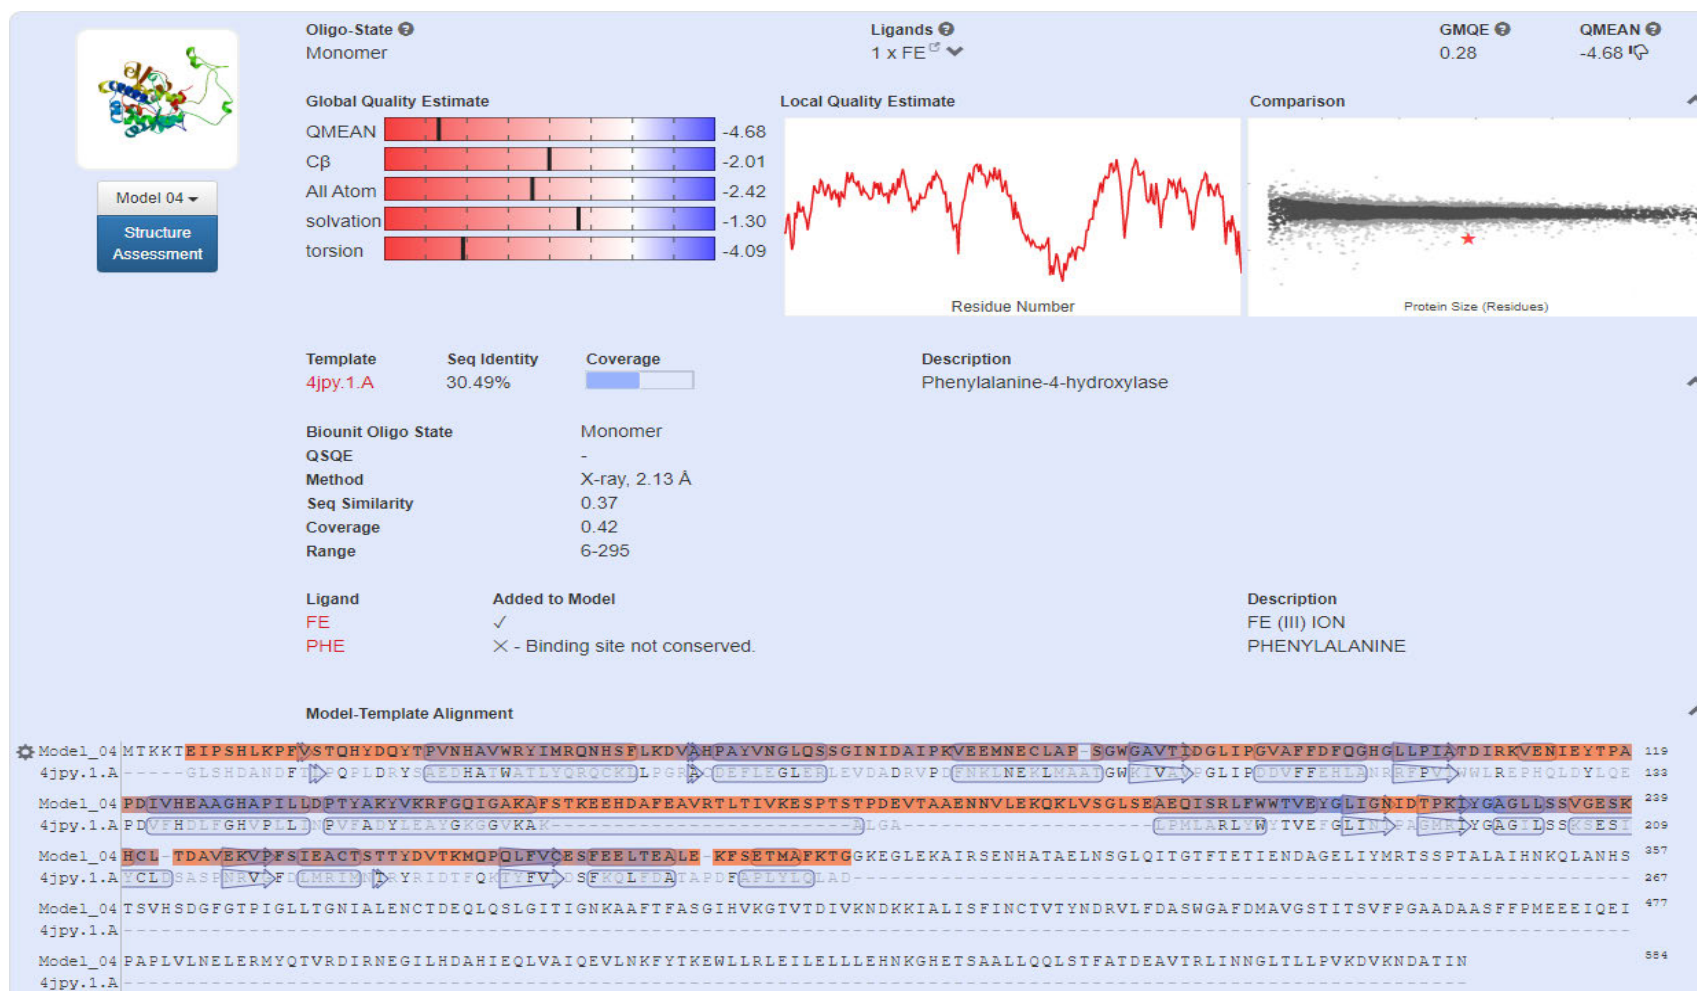 Oligo-State Ligands GMQE QMEAN
Monomer 1 x FE 0.28 -4.68
Global Quality Estimate Local Quality Estimate Comparison
QMEAN -4.68
Cβ -2.01
All Atom -2.42
solvation -1.30
torsion -4.09
Model 04
Structure
Assessment
Residue Number Protein Size (Residues)
Template Seq Identity Coverage Description
4jpy.1.A 30.49% Phenylalanine-4-hydroxylase
Biounit Oligo State Monomer
QSQE -
Method X-ray, 2.13 Å
Seq Similarity 0.37
Coverage 0.42
Range 6-295
Ligand Added to Model Description
FE ✓ FE (III) ION
PHE ✕ - Binding site not conserved. PHENYLALANINE
Model-Template Alignment
Model_04 MTKKTEIPSHLKPFVSTQHYDQYTPVNHAVWRYIMRQNHSFLKDVAHPAYVNGLQSSGINIDAIPKVEEMNECLAP-SGWGAVTIDGLIPGVAFFDFQGHGLLPIATDIRKVENIEYTPA 119
4jpy.1.A 133
Model_04 PDIVHEAAGHAPILLDPTYAKYVKRFGQIGAKAFSTKEEHDAFEAVRTLTIVKESPTSTPDEVTAAENNVLEKQKLVSGLSEAEQISRLFWWTVEYGLIGNIDTPKIYGAGLLSSVGESK 239
4jpy.1.A 209
Model_04 HCL-TDAVEKVPFSIEACTSTTYDVTKMQPQLFVCESFEELTEALE-KFSETMAFKTGGKEGLEKAIRSENHATAELNSGLQITGTFTETIENDAGELIYMRTSSPTALAIHNKQLANHS 357
4jpy.1.A 267
Model_04 TSVHSDGFGTPIGLLTGNIALENCTDEQLQSLGITIGNKAAFTFASGIHVKGTVTDIVKNDKKIALISFINCTVTYNDRVLFDASWGAFDMAVGSTITSVFPGAADAASFFPMEEEIQEI 477
4jpy.1.A
Model_04 PAPLVLNELERMYQTVRDIRNEGILHDAHIEQLVAIQEVLNKFYTKEWLLRLEILELLLEHNKGHETSAALLQQLSTFATDEAVTRLINNGLTLLPVKDVKNDATIN 584
4jpy.1.A